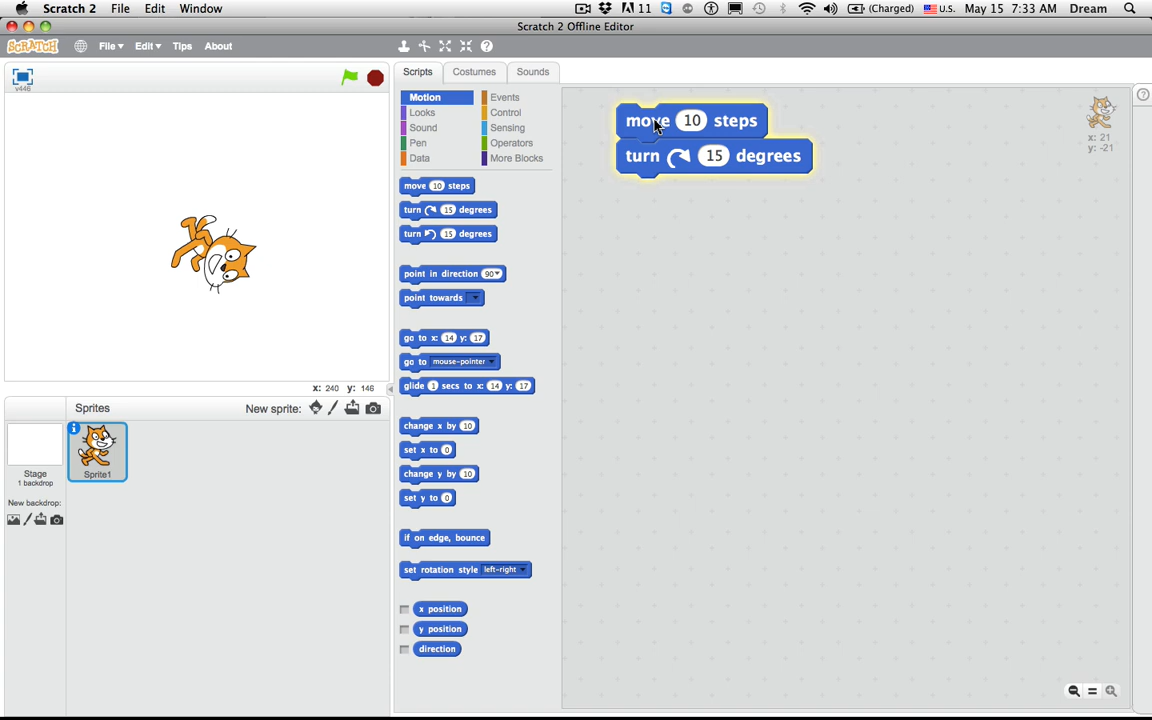 Scratch 2 File Edit Window 11 (Charged) U.S. May 15 7:33 AM Dream
Scratch 2 Offline Editor
SCRATCH File Edit Tips About
v446
Scripts Costumes Sounds
Motion Events
Looks Control
Sound Sensing
Pen Operators
Data More Blocks
move 10 steps
turn 15 degrees
turn 15 degrees
point in direction 90
point towards
go to x: 14 y: 17
go to mouse-pointer
glide 1 secs to x: 14 y: 17
change x by 10
set x to 0
change y by 10
set y to 0
if on edge, bounce
set rotation style left-right
x position
y position
direction
move 10 steps
turn 15 degrees
x: 21
y: -21
x: 240 y: 146
Sprites New sprite:
Stage
1 backdrop
New backdrop:
Sprite1